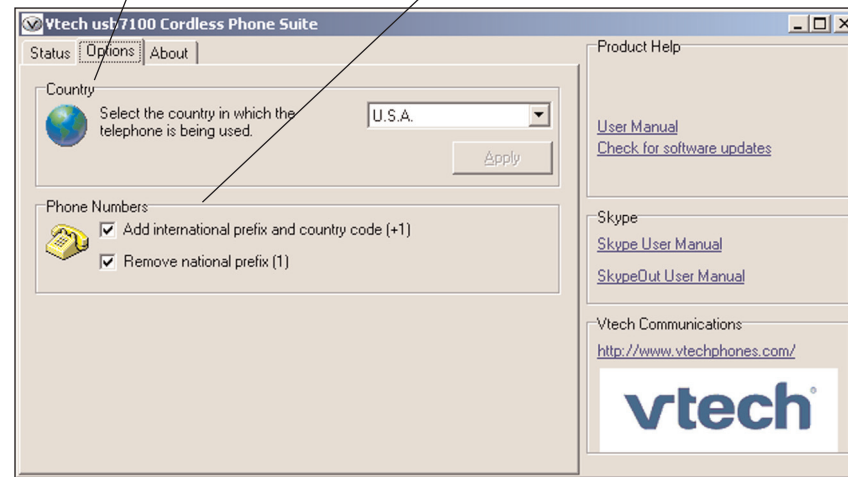 Vtech usb7100 Cordless Phone Suite
Status Options About
Country
Select the country in which the
telephone is being used.
U.S.A.
Apply
Phone Numbers
Add international prefix and country code (+1)
Remove national prefix (1)
Product Help
User Manual
Check for software updates
Skype
Skype User Manual
SkypeOut User Manual
Vtech Communications
http://www.vtechphones.com/
vtech